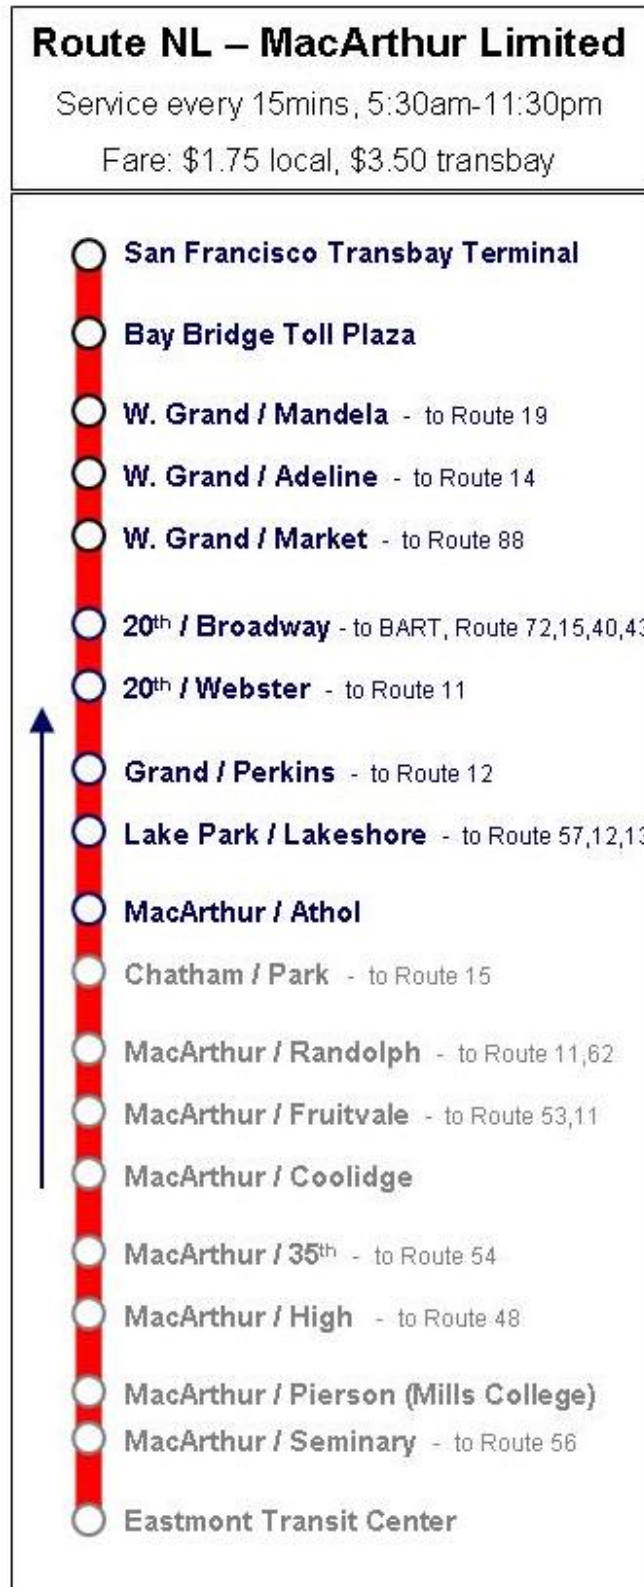 Route NL – MacArthur Limited
Service every 15mins, 5:30am-11:30pm
Fare: $1.75 local, $3.50 transbay
San Francisco Transbay Terminal
Bay Bridge Toll Plaza
W. Grand / Mandela - to Route 19
W. Grand / Adeline - to Route 14
W. Grand / Market - to Route 88
20th / Broadway - to BART, Route 72,15,40,43
20th / Webster - to Route 11
Grand / Perkins - to Route 12
Lake Park / Lakeshore - to Route 57,12,13
MacArthur / Athol
Chatham / Park - to Route 15
MacArthur / Randolph - to Route 11,62
MacArthur / Fruitvale - to Route 53,11
MacArthur / Coolidge
MacArthur / 35th - to Route 54
MacArthur / High - to Route 48
MacArthur / Pierson (Mills College)
MacArthur / Seminary - to Route 56
Eastmont Transit Center